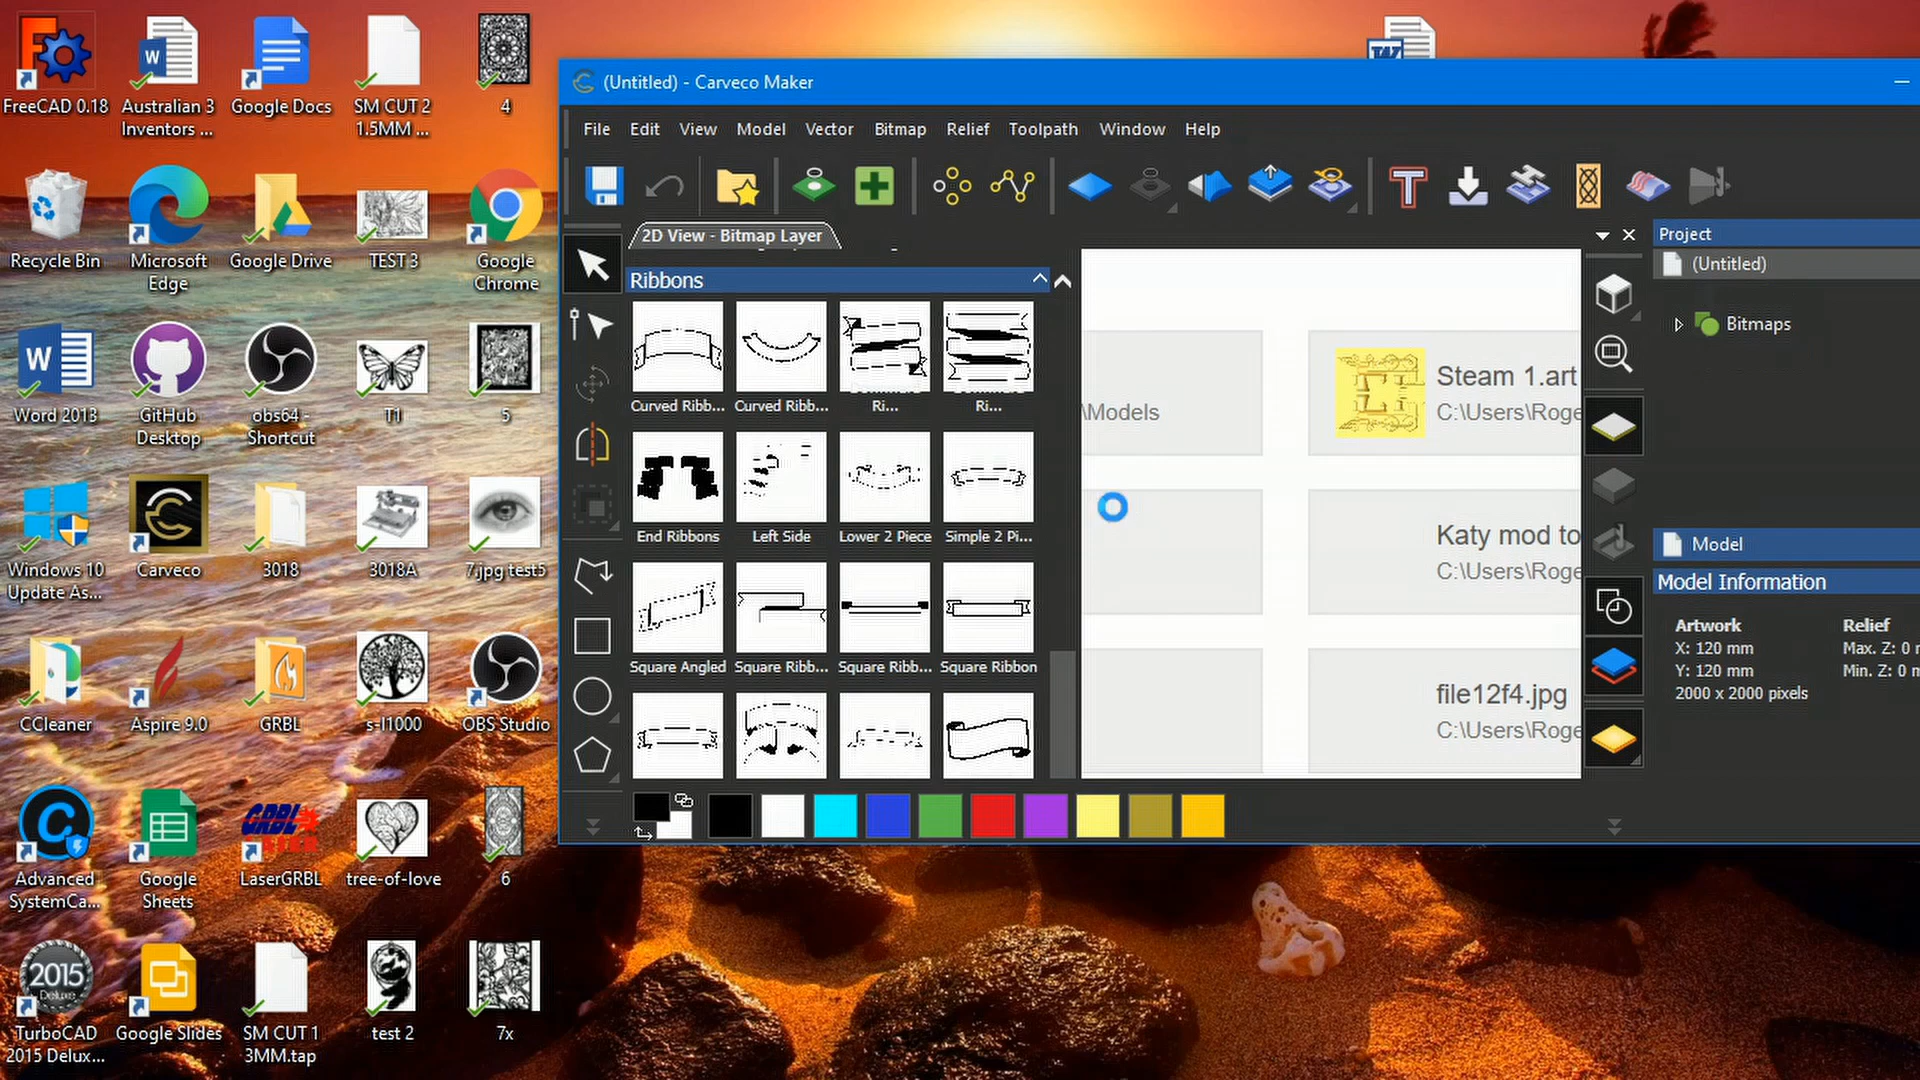 FreeCAD 0.18
Australian 3
Inventors ...
Google Docs
SM CUT 2
1.5MM ...
4
Recycle Bin
Microsoft
Edge
Google Drive
TEST 3
Google
Chrome
Word 2013
GitHub
Desktop
obs64 -
Shortcut
T1
5
Windows 10
Update As...
Carveco
3018
3018A
7.jpg test5
CCleaner
Aspire 9.0
GRBL
s-l1000
OBS Studio
Advanced
SystemCa...
Google
Sheets
LaserGRBL
tree-of-love
6
2015
Deluxe
TurboCAD
2015 Delux...
Google Slides
SM CUT 1
3MM.tap
test 2
7x
(Untitled) - Carveco Maker
File Edit View Model Vector Bitmap Relief Toolpath Window Help
2D View - Bitmap Layer
Ribbons
Curved Ribb... Curved Ribb... Ri... Ri...
End Ribbons Left Side Lower 2 Piece Simple 2 Pi...
Square Angled Square Ribb... Square Ribb... Square Ribbon
\Models
Steam 1.art
C:\Users\Roge
Katy mod to
C:\Users\Roge
file12f4.jpg
C:\Users\Roge
Project
(Untitled)
Bitmaps
Model
Model Information
Artwork Relief
X: 120 mm Max. Z: 0 m
Y: 120 mm Min. Z: 0 m
2000 x 2000 pixels